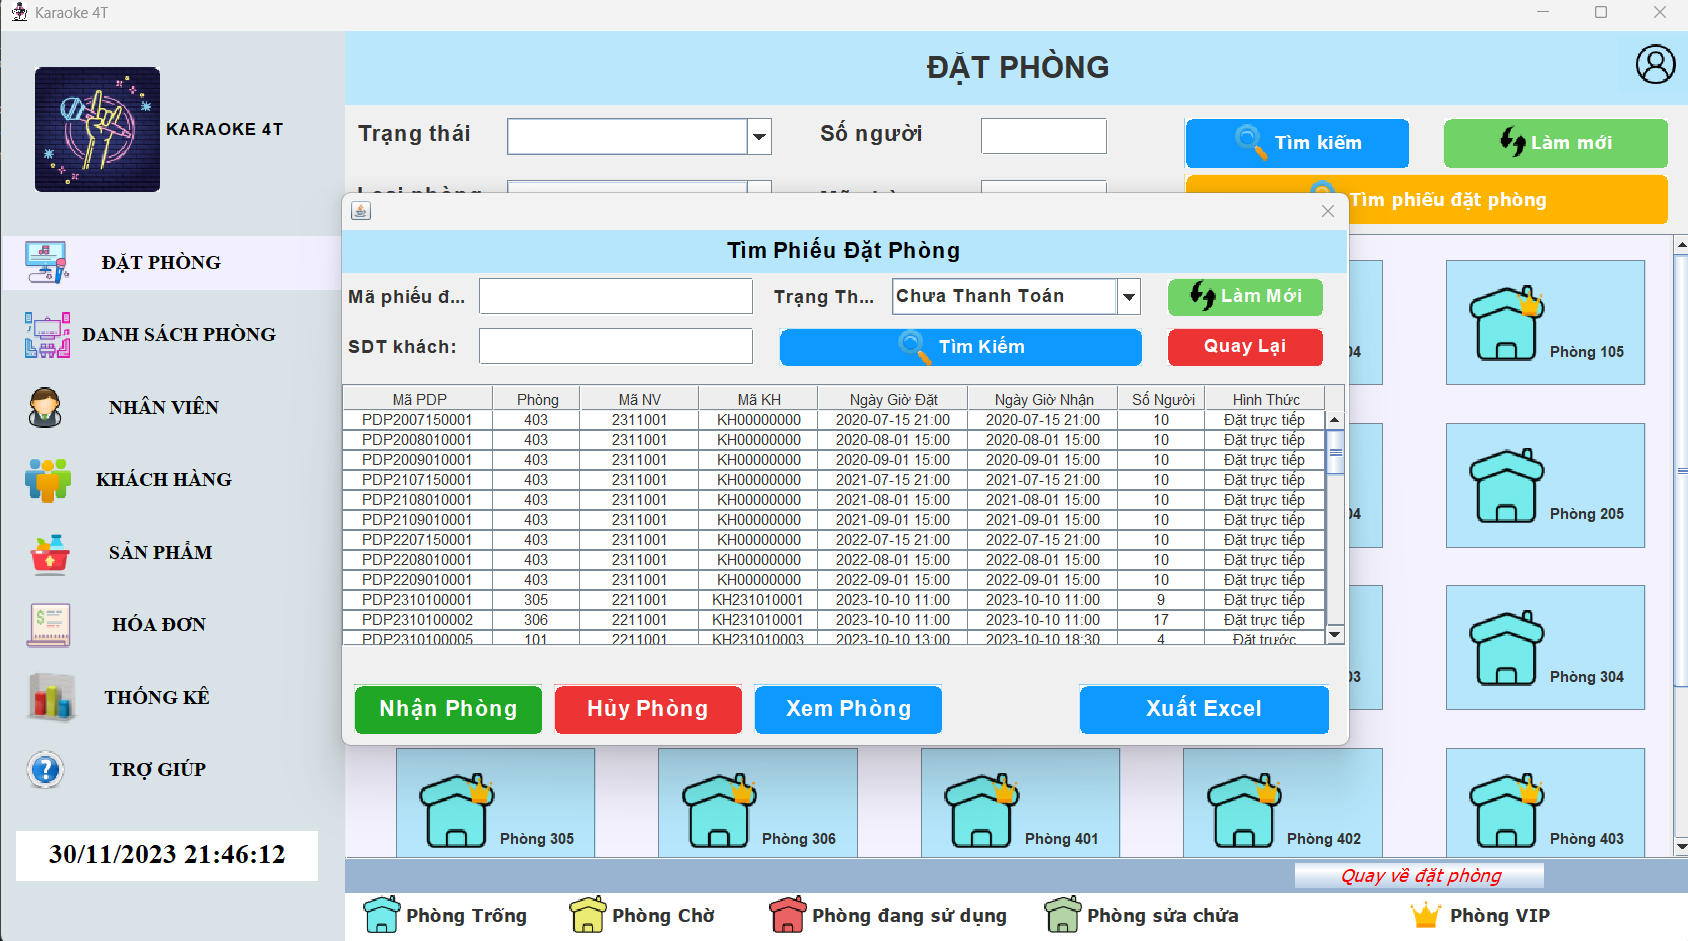 Karaoke 4T
KARAOKE 4T
ĐẶT PHÒNG
Trạng thái
Số người
Tìm kiếm
Làm mới
Tìm phiếu đặt phòng
ĐẶT PHÒNG
DANH SÁCH PHÒNG
NHÂN VIÊN
KHÁCH HÀNG
SẢN PHẨM
HÓA ĐƠN
THỐNG KÊ
TRỢ GIÚP
30/11/2023 21:46:12
Tìm Phiếu Đặt Phòng
Mã phiếu đ...
Trạng Th...
Chưa Thanh Toán
Làm Mới
SDT khách:
Tìm Kiếm
Quay Lại
Mã PDP Phòng Mã NV Mã KH Ngày Giờ Đặt Ngày Giờ Nhận Số Người Hình Thức
PDP2007150001 403 2311001 KH00000000 2020-07-15 21:00 2020-07-15 21:00 10 Đặt trực tiếp
PDP2008010001 403 2311001 KH00000000 2020-08-01 15:00 2020-08-01 15:00 10 Đặt trực tiếp
PDP2009010001 403 2311001 KH00000000 2020-09-01 15:00 2020-09-01 15:00 10 Đặt trực tiếp
PDP2107150001 403 2311001 KH00000000 2021-07-15 21:00 2021-07-15 21:00 10 Đặt trực tiếp
PDP2108010001 403 2311001 KH00000000 2021-08-01 15:00 2021-08-01 15:00 10 Đặt trực tiếp
PDP2109010001 403 2311001 KH00000000 2021-09-01 15:00 2021-09-01 15:00 10 Đặt trực tiếp
PDP2207150001 403 2311001 KH00000000 2022-07-15 21:00 2022-07-15 21:00 10 Đặt trực tiếp
PDP2208010001 403 2311001 KH00000000 2022-08-01 15:00 2022-08-01 15:00 10 Đặt trực tiếp
PDP2209010001 403 2311001 KH00000000 2022-09-01 15:00 2022-09-01 15:00 10 Đặt trực tiếp
PDP2310100001 305 2211001 KH231010001 2023-10-10 11:00 2023-10-10 11:00 9 Đặt trực tiếp
PDP2310100002 306 2211001 KH231010001 2023-10-10 11:00 2023-10-10 11:00 17 Đặt trực tiếp
PDP2310100005 101 2211001 KH231010003 2023-10-10 13:00 2023-10-10 18:30 4 Đặt trước
Nhận Phòng
Hủy Phòng
Xem Phòng
Xuất Excel
04
Phòng 105
04
Phòng 205
03
Phòng 304
Phòng 305
Phòng 306
Phòng 401
Phòng 402
Phòng 403
Quay về đặt phòng
Phòng Trống
Phòng Chờ
Phòng đang sử dụng
Phòng sửa chửa
Phòng VIP